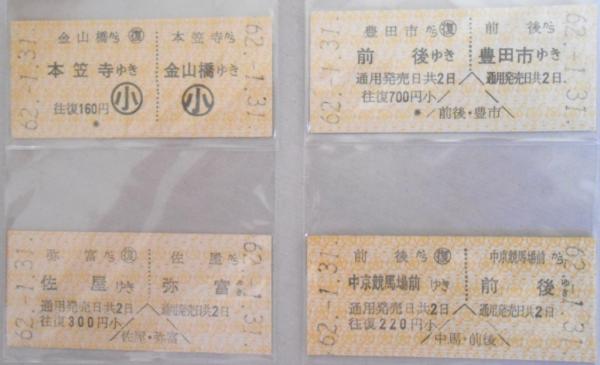 62.-1.31.
金山橋から ㊝復
本笠寺ゆき
往復160円 小
本笠寺から
金山橋ゆき
小
62.-1.31.
62.-1.31.
豊田市から 復
前後ゆき
通用発売日共2日
往復700円小
前後から
豊田市ゆき
通用発売日共2日.
前後・豊市
62.-1.31.
62.-1.31.
弥富から 復
佐屋ゆき
通用発売日共2日
往復300円小
佐屋から
弥富ゆき
通用発売日共2日.
佐屋・弥富
62.-1.31.
62.-1.31.
前後から 復
中京競馬場前ゆき
通用発売日共2日
往復220円小
中京競馬場前から
前後ゆき
通用発売日共2日.
中馬・前後
62.-1.31.